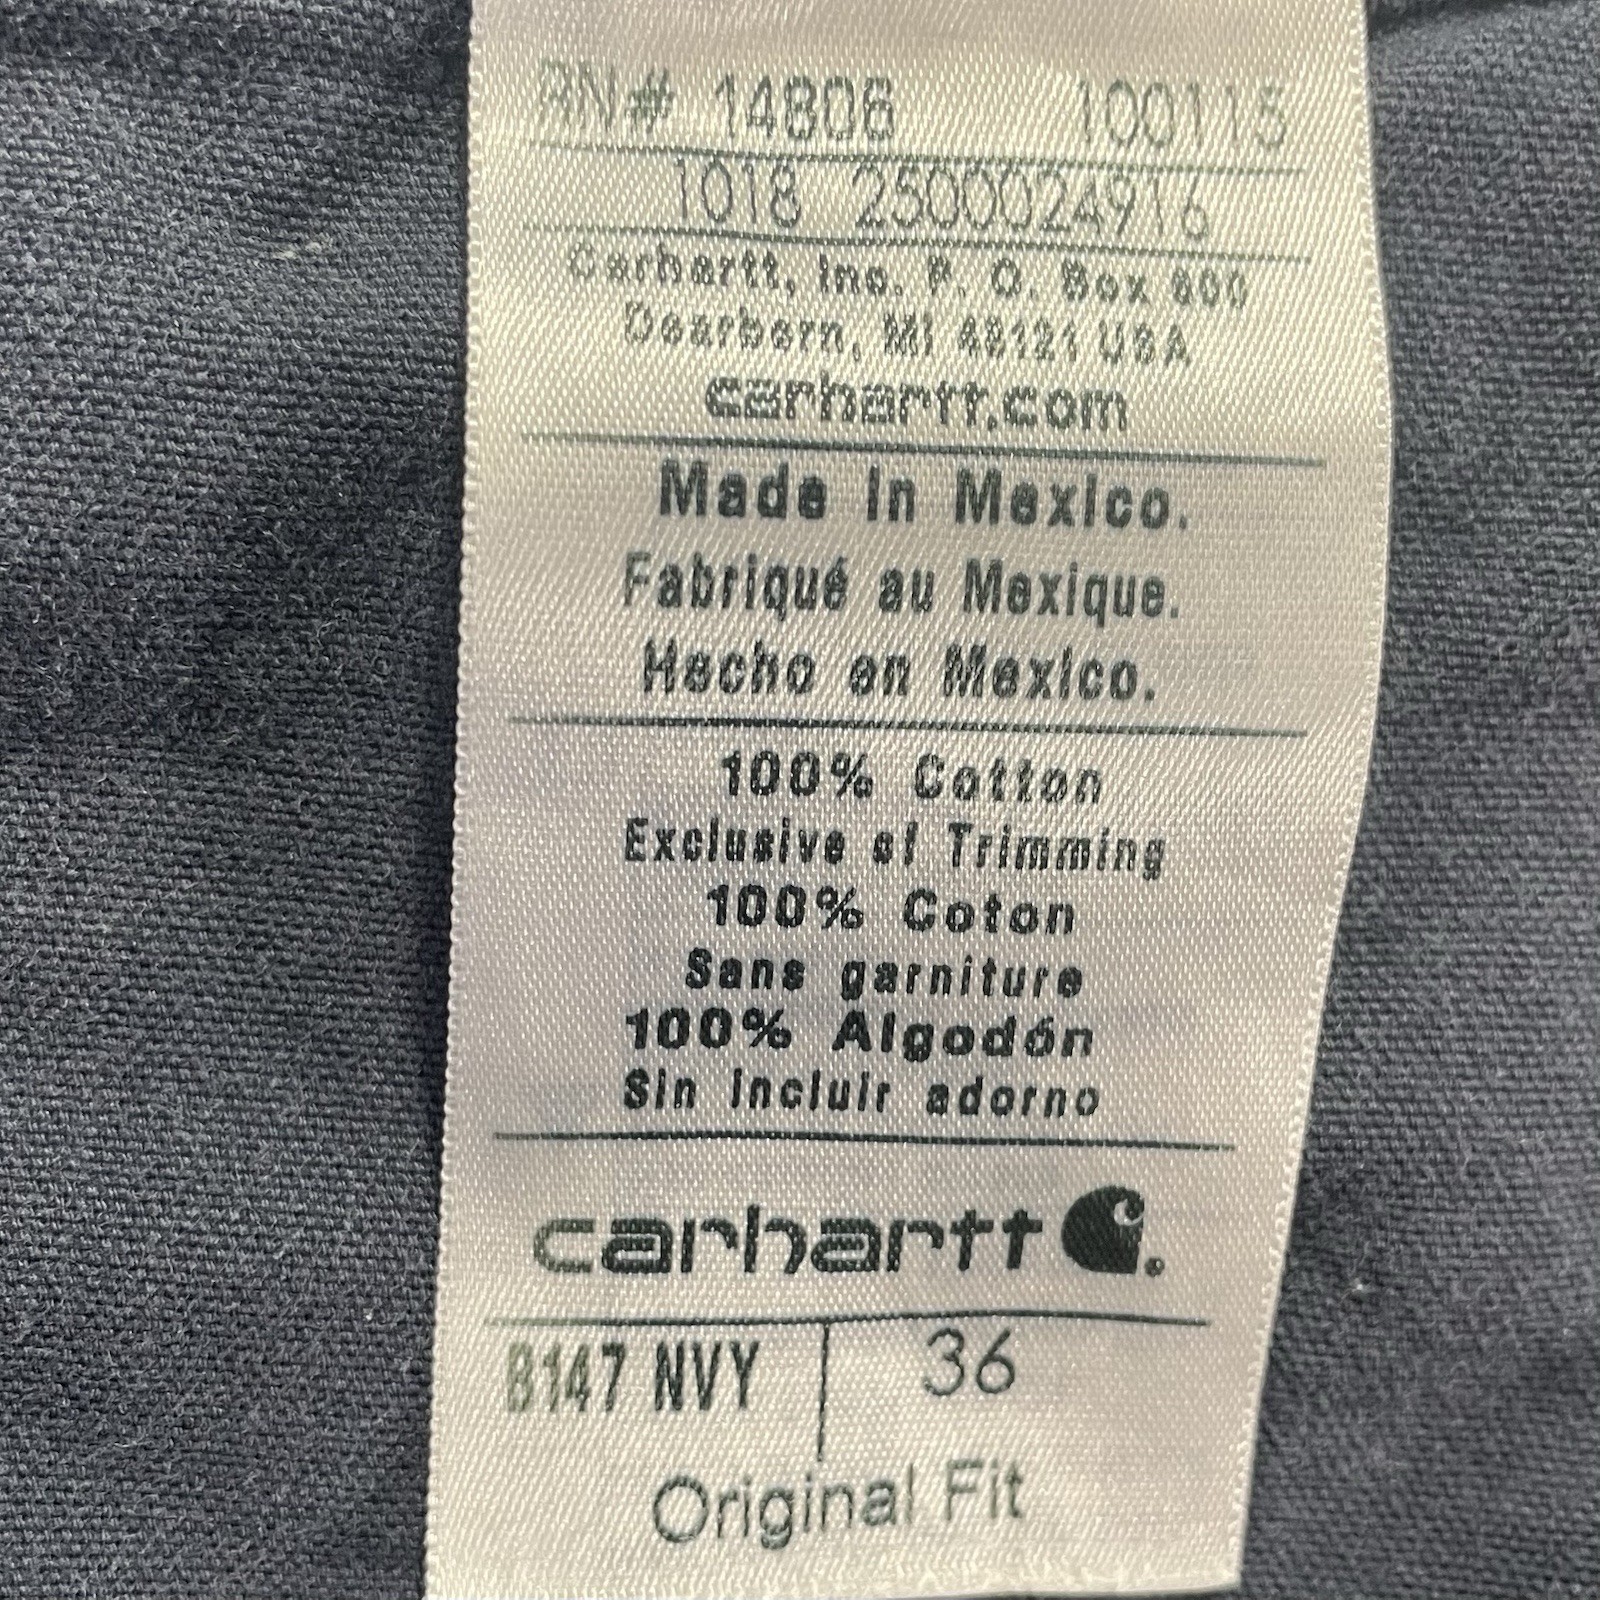 RN# 14806 100115
1018 2500024916
Carhartt, Inc. P. O. Box 600
Dearborn, MI 48121 USA
carhartt.com
Made in Mexico.
Fabriqué au Mexique.
Hecho en Mexico.
100% Cotton
Exclusive of Trimming
100% Coton
Sans garniture
100% Algodón
Sin incluir adorno
carhartt
B147 NVY 36
Original Fit